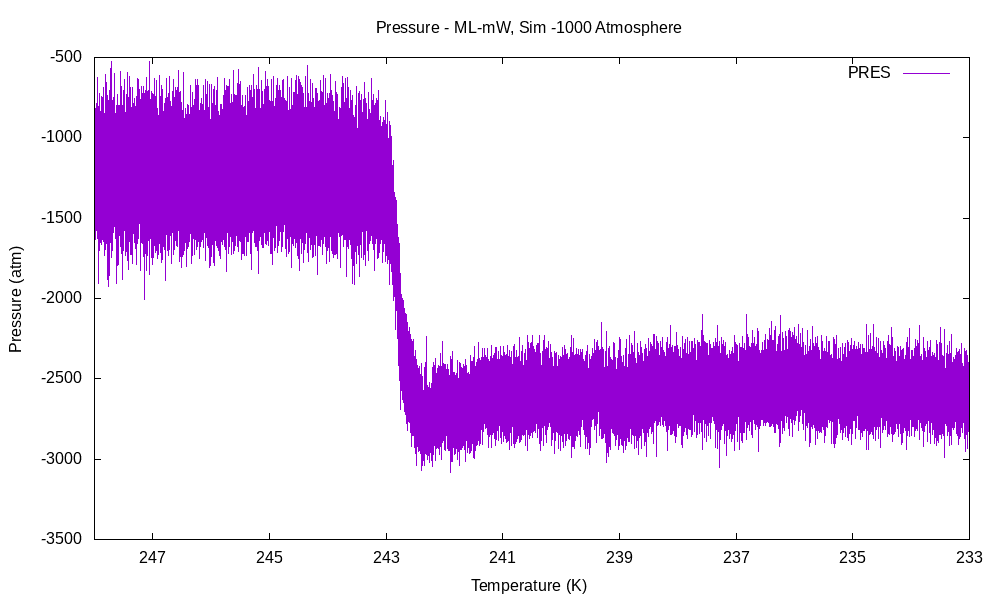 Pressure - ML-mW, Sim -1000 Atmosphere
PRES
-500
-1000
-1500
-2000
-2500
-3000
-3500
Pressure (atm)
247 245 243 241 239 237 235 233
Temperature (K)